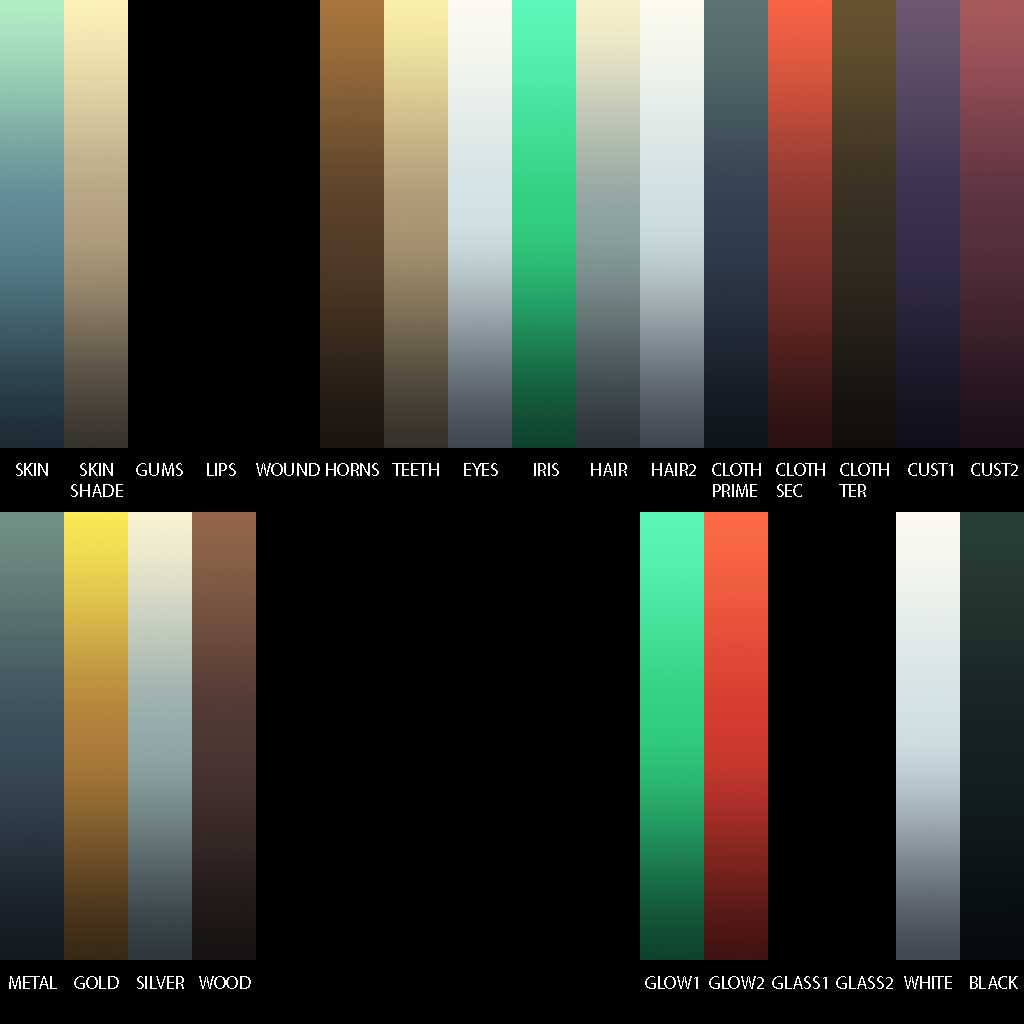 SKIN SKIN GUMS LIPS WOUND HORNS TEETH EYES IRIS HAIR HAIR2 CLOTH CLOTH CLOTH CUST1 CUST2
SHADE PRIME SEC TER
METAL GOLD SILVER WOOD GLOW1 GLOW2 GLASS1 GLASS2 WHITE BLACK